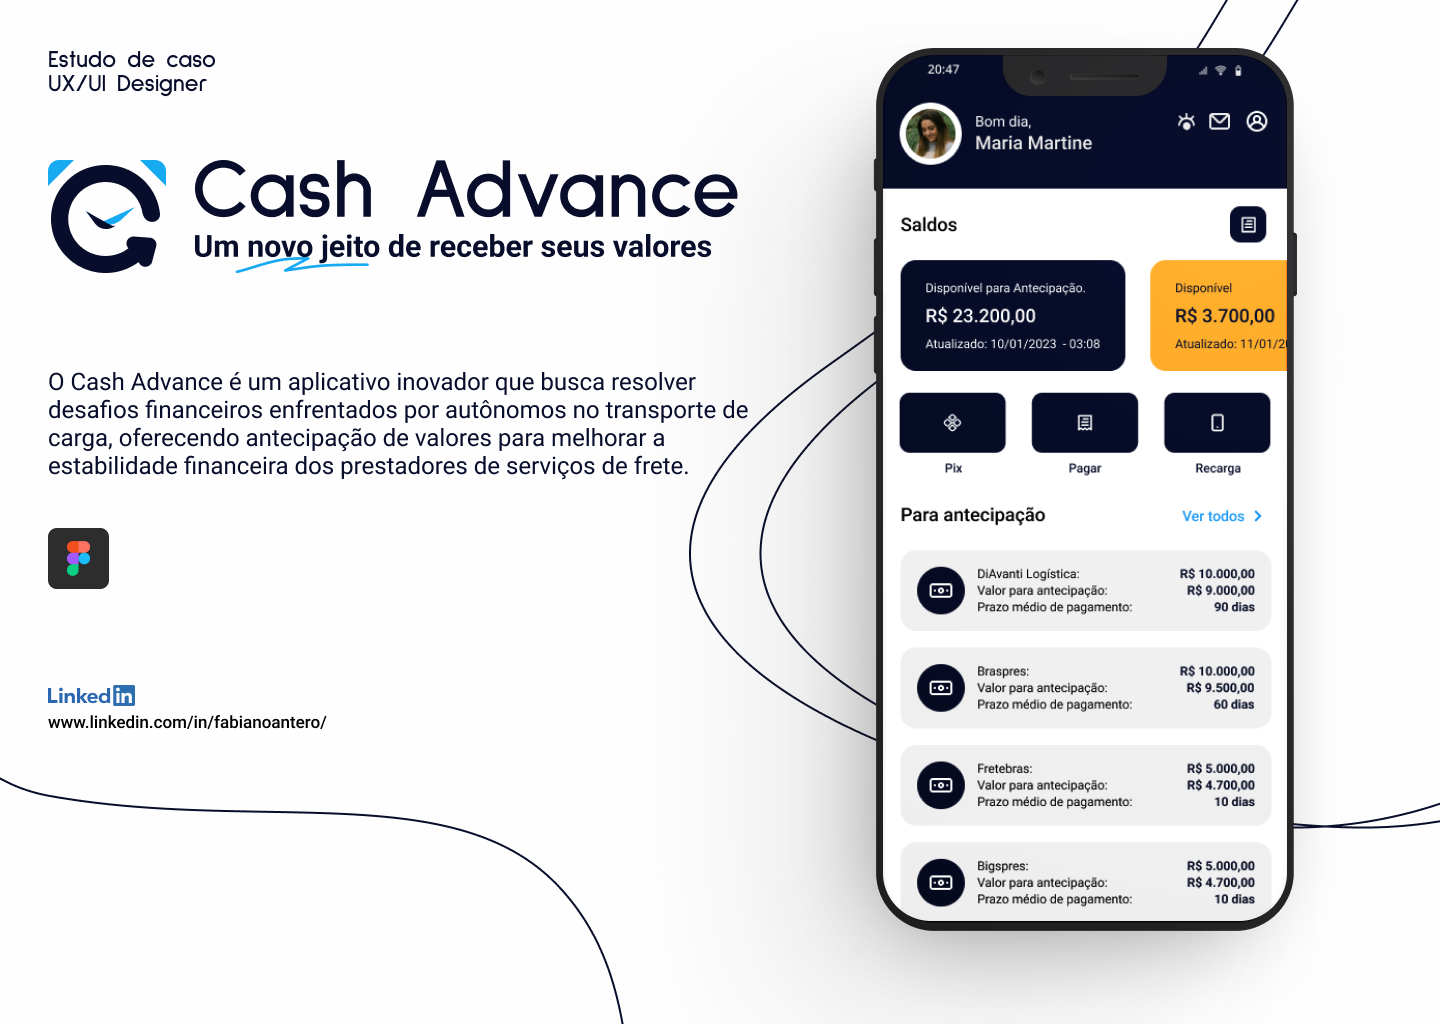 Estudo de caso
UX/UI Designer
Cash Advance
Um novo jeito de receber seus valores
O Cash Advance é um aplicativo inovador que busca resolver
desafios financeiros enfrentados por autônomos no transporte de
carga, oferecendo antecipação de valores para melhorar a
estabilidade financeira dos prestadores de serviços de frete.
Linked in
www.linkedin.com/in/fabianoantero/
20:47
Bom dia,
Maria Martine
Saldos
Disponível para Antecipação.
R$ 23.200,00
Atualizado: 10/01/2023 - 03:08
Disponível
R$ 3.700,00
Atualizado: 11/01/2
Pix
Pagar
Recarga
Para antecipação
Ver todos
DiAvanti Logística: R$ 10.000,00
Valor para antecipação: R$ 9.000,00
Prazo médio de pagamento: 90 dias
Braspres: R$ 10.000,00
Valor para antecipação: R$ 9.500,00
Prazo médio de pagamento: 60 dias
Fretebras: R$ 5.000,00
Valor para antecipação: R$ 4.700,00
Prazo médio de pagamento: 10 dias
Bigspres: R$ 5.000,00
Valor para antecipação: R$ 4.700,00
Prazo médio de pagamento: 10 dias